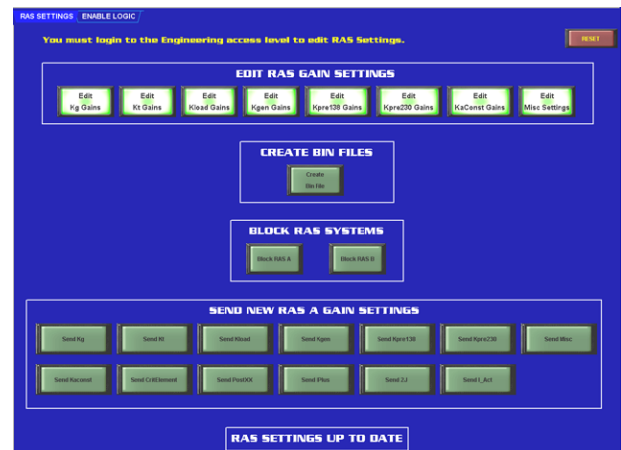 RAS SETTINGS ENABLE LOGIC
You must login to the Engineering access level to edit RAS Settings.
RESET
EDIT RAS GAIN SETTINGS
Edit Kg Gains
Edit Kt Gains
Edit Kload Gains
Edit Kgen Gains
Edit Kpre138 Gains
Edit Kpre230 Gains
Edit KaConst Gains
Edit Misc Settings
CREATE BIN FILES
Create
Bin File
BLOCK RAS SYSTEMS
Block RAS A
Block RAS B
SEND NEW RAS A GAIN SETTINGS
Send Kg
Send Kt
Send Kload
Send Kgen
Send Kpre138
Send Kpre230
Send Misc
Send Kaconst
Send CritElement
Send PostXX
Send IPlus
Send 2J
Send I_Act
RAS SETTINGS UP TO DATE